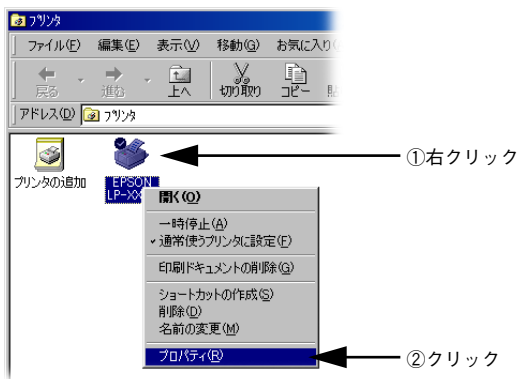 プリンタ
ファイル(F) 編集(E) 表示(V) 移動(G) お気に入り(
戻る 進む 上へ 切り取り コピー 貼
アドレス(D) プリンタ
①右クリック
プリンタの追加
EPSON
LP-XX
開く(O)
一時停止(A)
通常使うプリンタに設定(F)
印刷ドキュメントの削除(G)
ショートカットの作成(S)
削除(D)
名前の変更(M)
プロパティ(R)
②クリック